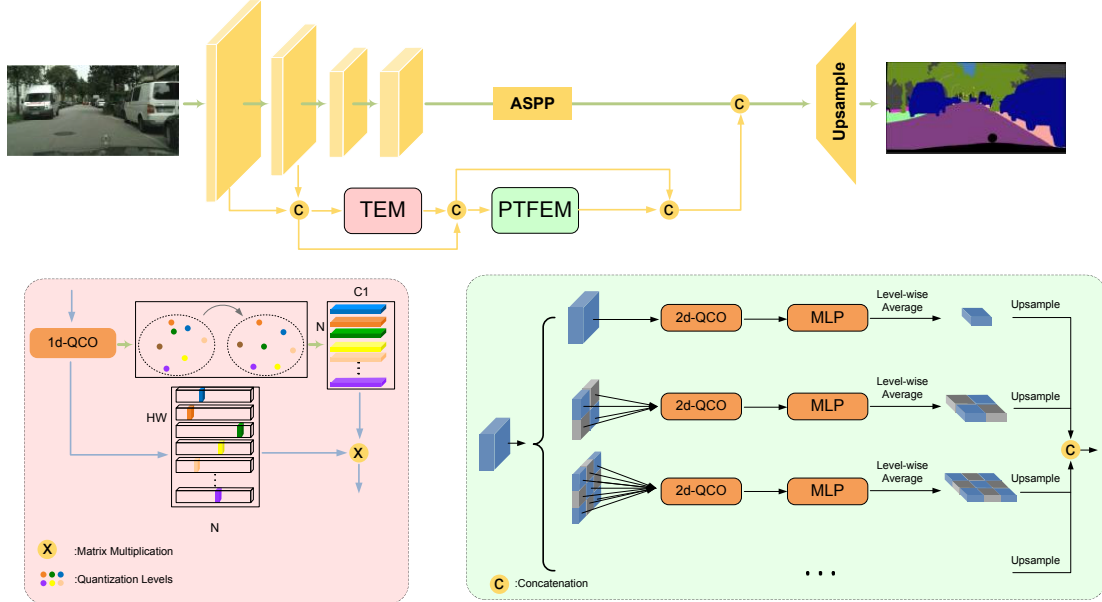 ASPP
C
Upsample
C
TEM
C
PTFEM
C
C1
N
1d-QCO
HW
X
N
X :Matrix Multiplication
:Quantization Levels
2d-QCO
MLP
Level-wise
Average
Upsample
2d-QCO
MLP
Level-wise
Average
Upsample
C
2d-QCO
MLP
Level-wise
Average
Upsample
Upsample
C :Concatenation